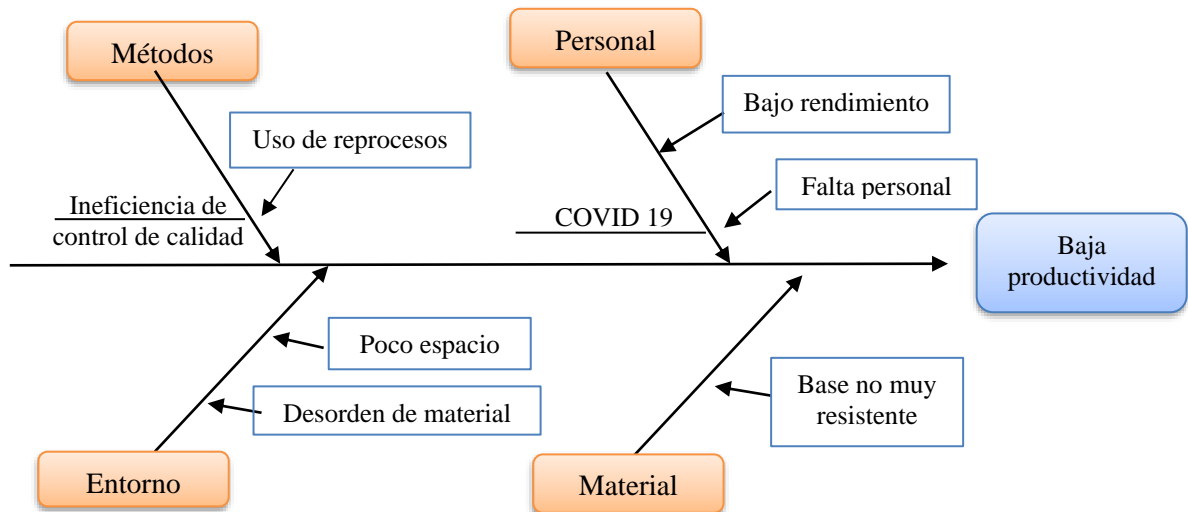 Métodos
Personal
Bajo rendimiento
Uso de reprocesos
Falta personal
Ineficiencia de
control de calidad
COVID 19
Baja
productividad
Poco espacio
Base no muy
resistente
Desorden de material
Entorno
Material